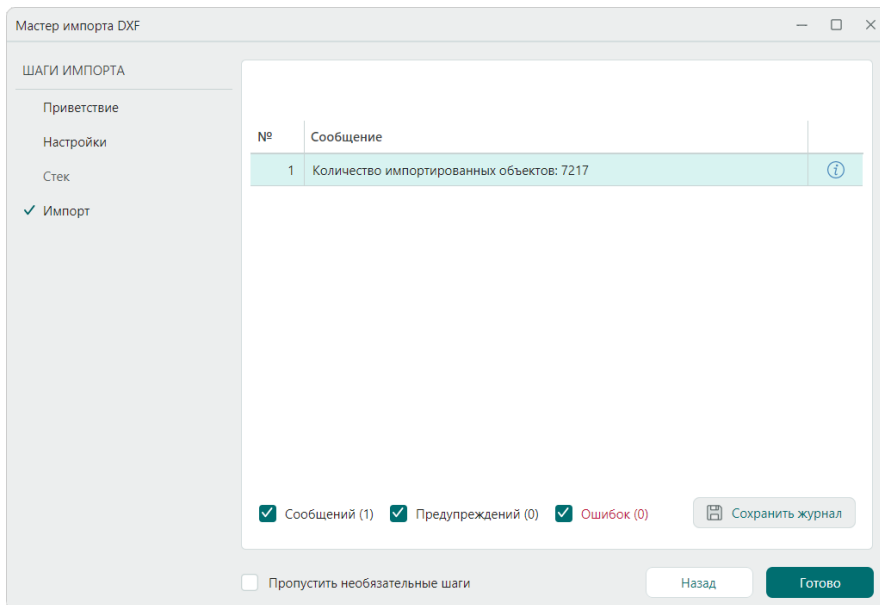 Мастер импорта DXF
ШАГИ ИМПОРТА
Приветствие
Настройки
Стек
Импорт
№ Сообщение
1 Количество импортированных объектов: 7217
Сообщений (1) Предупреждений (0) Ошибок (0) Сохранить журнал
Пропустить необязательные шаги Назад Готово